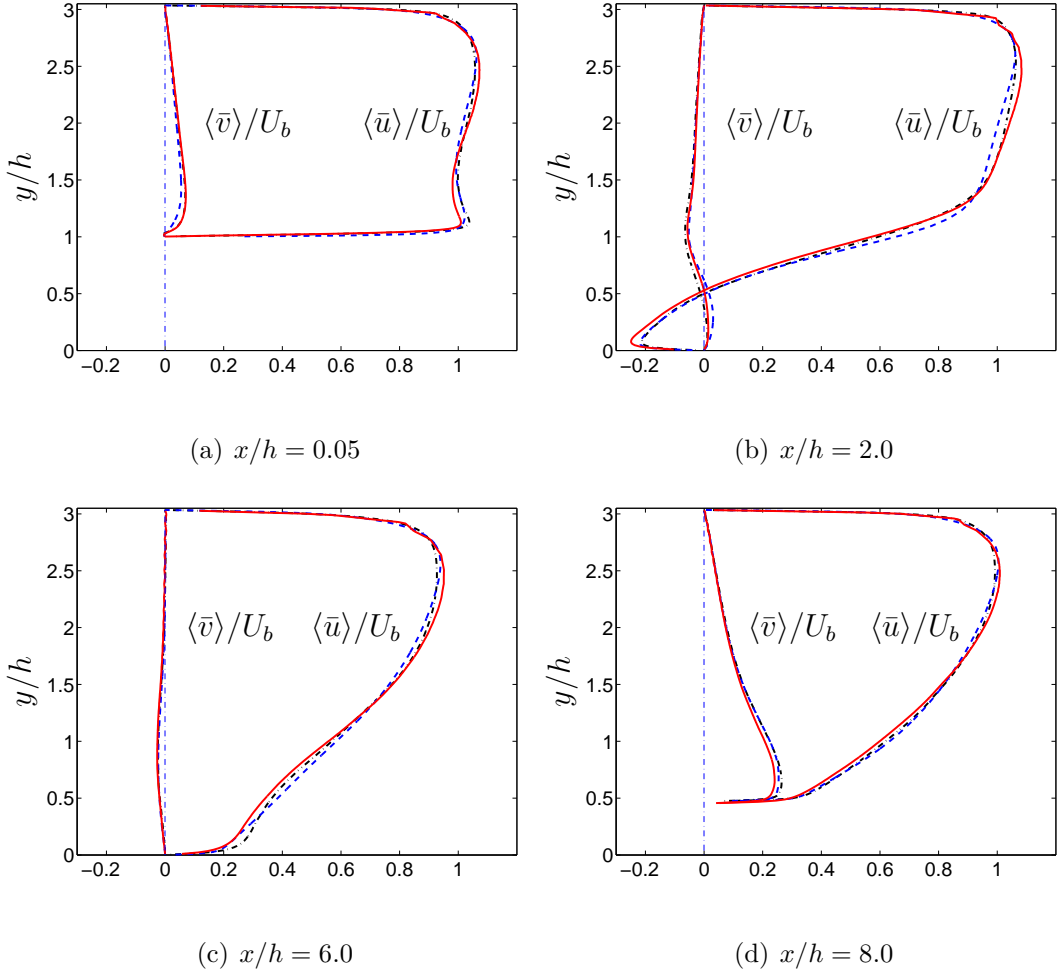 3
2.5
2
1.5
1
0.5
0
y/h
⟨v̄⟩/U_b ⟨ū⟩/U_b
−0.2 0 0.2 0.4 0.6 0.8 1
(a) x/h = 0.05
3
2.5
2
1.5
1
0.5
0
y/h
⟨v̄⟩/U_b ⟨ū⟩/U_b
−0.2 0 0.2 0.4 0.6 0.8 1
(b) x/h = 2.0
3
2.5
2
1.5
1
0.5
0
y/h
⟨v̄⟩/U_b ⟨ū⟩/U_b
−0.2 0 0.2 0.4 0.6 0.8 1
(c) x/h = 6.0
3
2.5
2
1.5
1
0.5
0
y/h
⟨v̄⟩/U_b ⟨ū⟩/U_b
−0.2 0 0.2 0.4 0.6 0.8 1
(d) x/h = 8.0